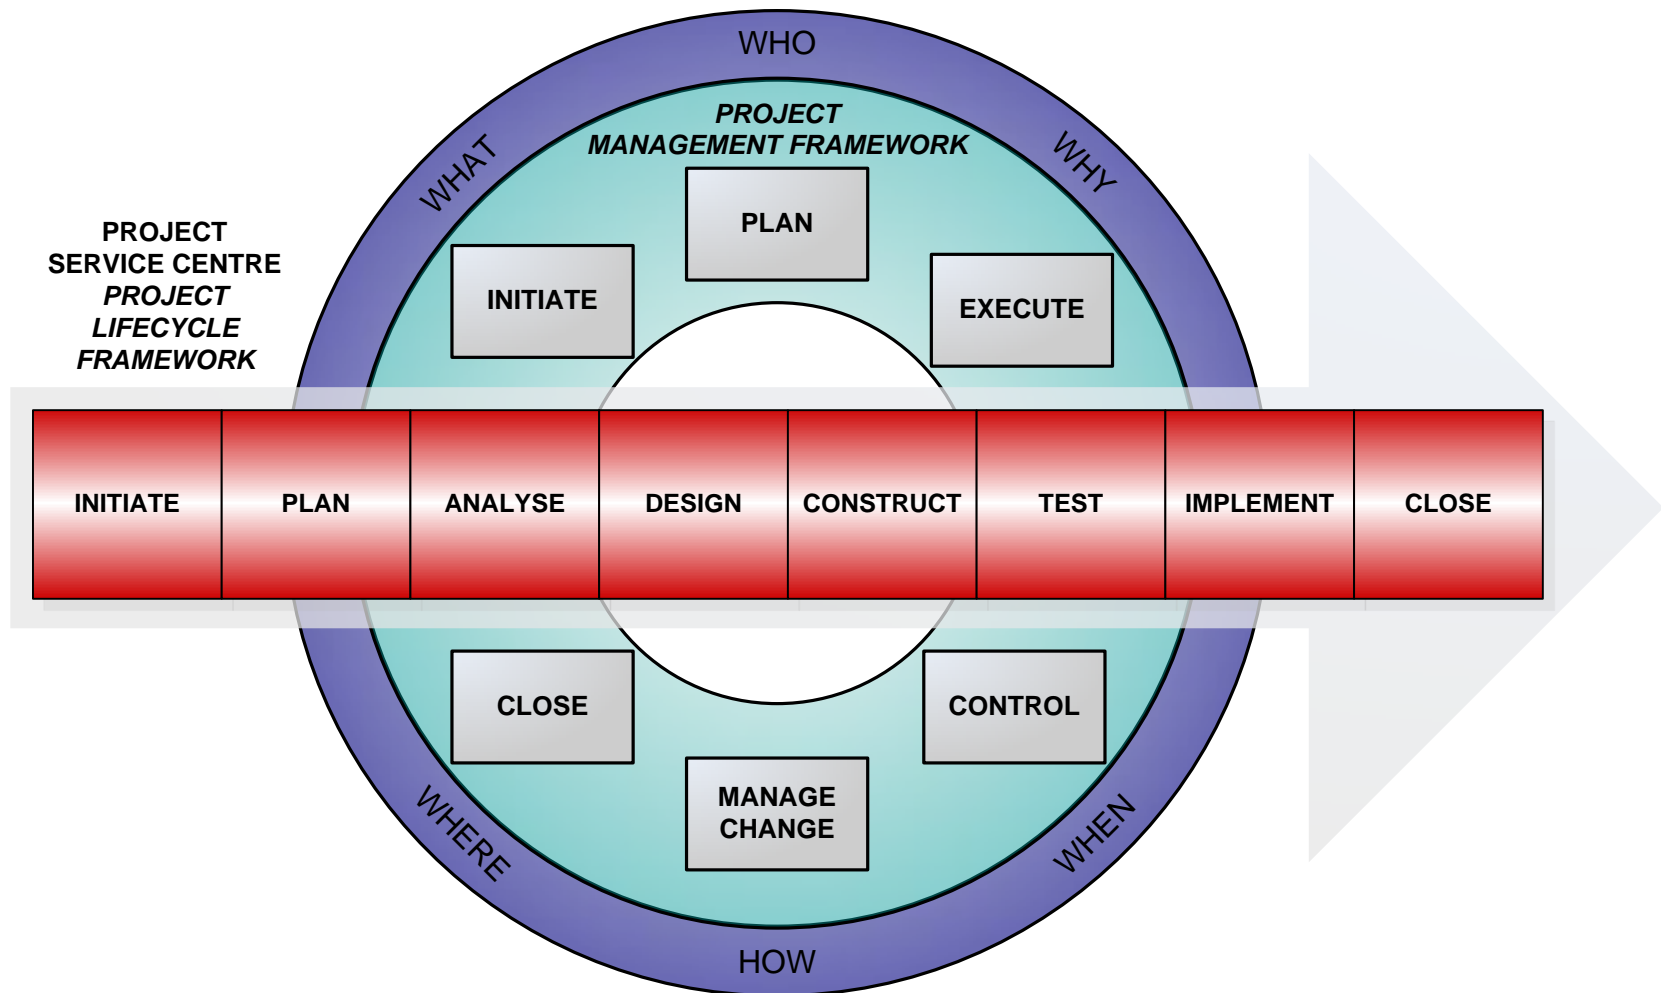 WHO
PROJECT
MANAGEMENT FRAMEWORK
WHAT
WHY
PLAN
INITIATE
EXECUTE
PROJECT
SERVICE CENTRE
PROJECT
LIFECYCLE
FRAMEWORK
INITIATE
PLAN
ANALYSE
DESIGN
CONSTRUCT
TEST
IMPLEMENT
CLOSE
CLOSE
CONTROL
MANAGE
CHANGE
WHERE
WHEN
HOW